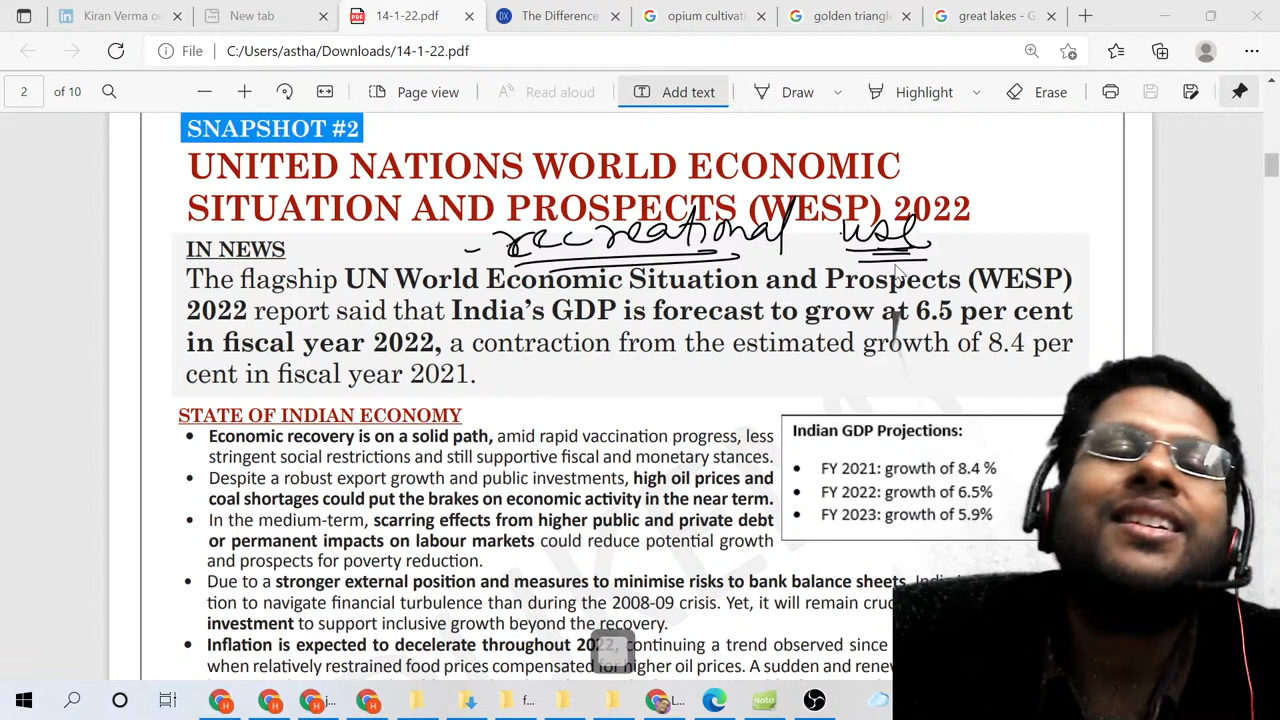 Kiran Verma o
New tab
14-1-22.pdf
The Difference
opium cultivati
golden triangle
great lakes - G
File
C:/Users/astha/Downloads/14-1-22.pdf
2
of 10
Page view
Read aloud
Add text
Draw
Highlight
Erase
SNAPSHOT #2
UNITED NATIONS WORLD ECONOMIC
SITUATION AND PROSPECTS (WESP) 2022
- recreational use
IN NEWS
The flagship UN World Economic Situation and Prospects (WESP)
2022 report said that India's GDP is forecast to grow at 6.5 per cent
in fiscal year 2022, a contraction from the estimated growth of 8.4 per
cent in fiscal year 2021.
STATE OF INDIAN ECONOMY
• Economic recovery is on a solid path, amid rapid vaccination progress, less
stringent social restrictions and still supportive fiscal and monetary stances.
• Despite a robust export growth and public investments, high oil prices and
coal shortages could put the brakes on economic activity in the near term.
• In the medium-term, scarring effects from higher public and private debt
or permanent impacts on labour markets could reduce potential growth
and prospects for poverty reduction.
Indian GDP Projections:
• FY 2021: growth of 8.4 %
• FY 2022: growth of 6.5%
• FY 2023: growth of 5.9%
• Due to a stronger external position and measures to minimise risks to bank balance sheets,
tion to navigate financial turbulence than during the 2008-09 crisis. Yet, it will remain
investment to support inclusive growth beyond the recovery.
• Inflation is expected to decelerate throughout 2022, continuing a trend observed since
when relatively restrained food prices compensated for higher oil prices. A sudden and